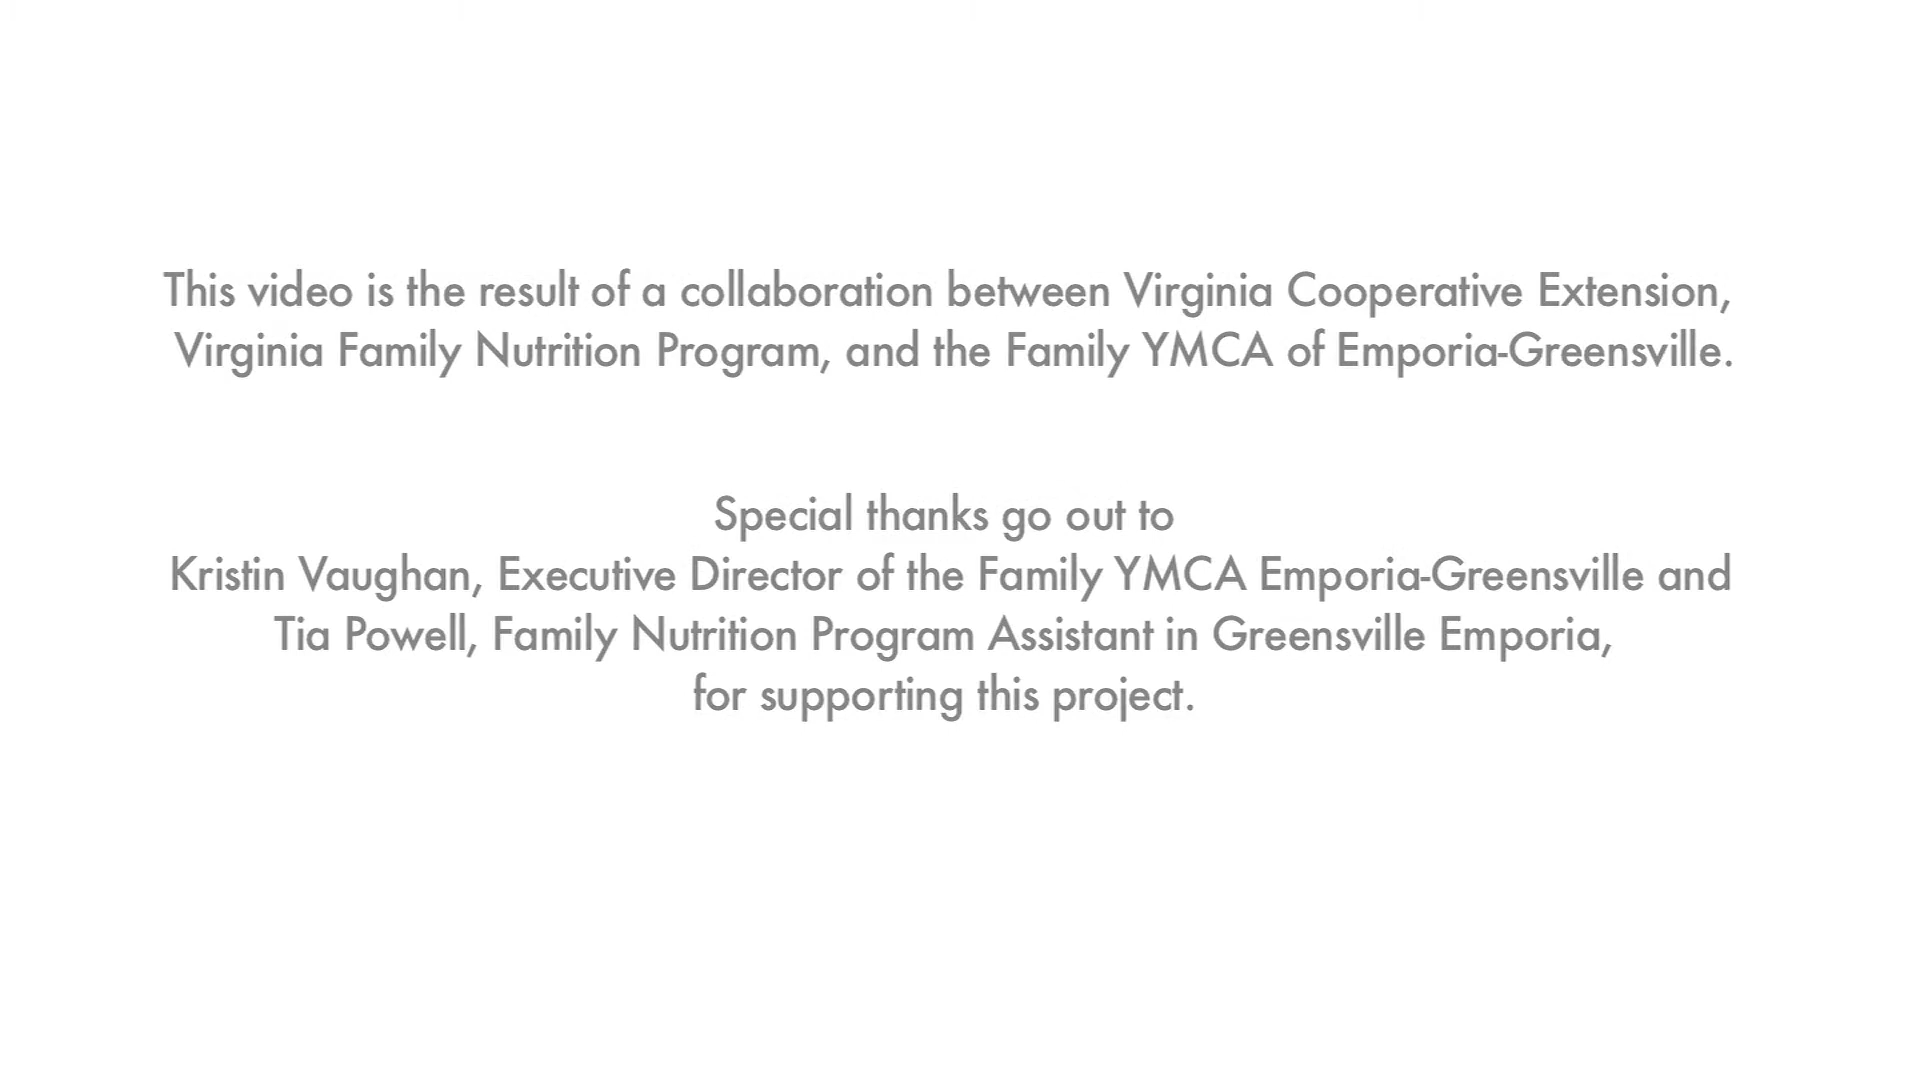 This video is the result of a collaboration between Virginia Cooperative Extension,
Virginia Family Nutrition Program, and the Family YMCA of Emporia-Greensville.
Special thanks go out to
Kristin Vaughan, Executive Director of the Family YMCA Emporia-Greensville and
Tia Powell, Family Nutrition Program Assistant in Greensville Emporia,
for supporting this project.